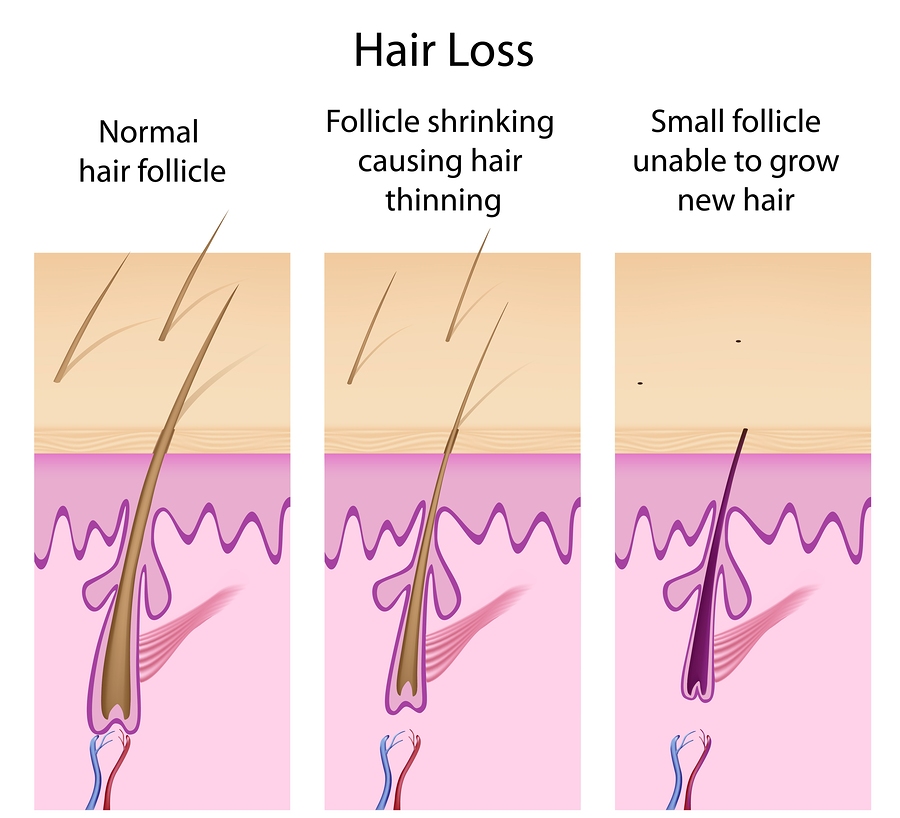 Hair Loss
Normal
hair follicle
Follicle shrinking
causing hair
thinning
Small follicle
unable to grow
new hair